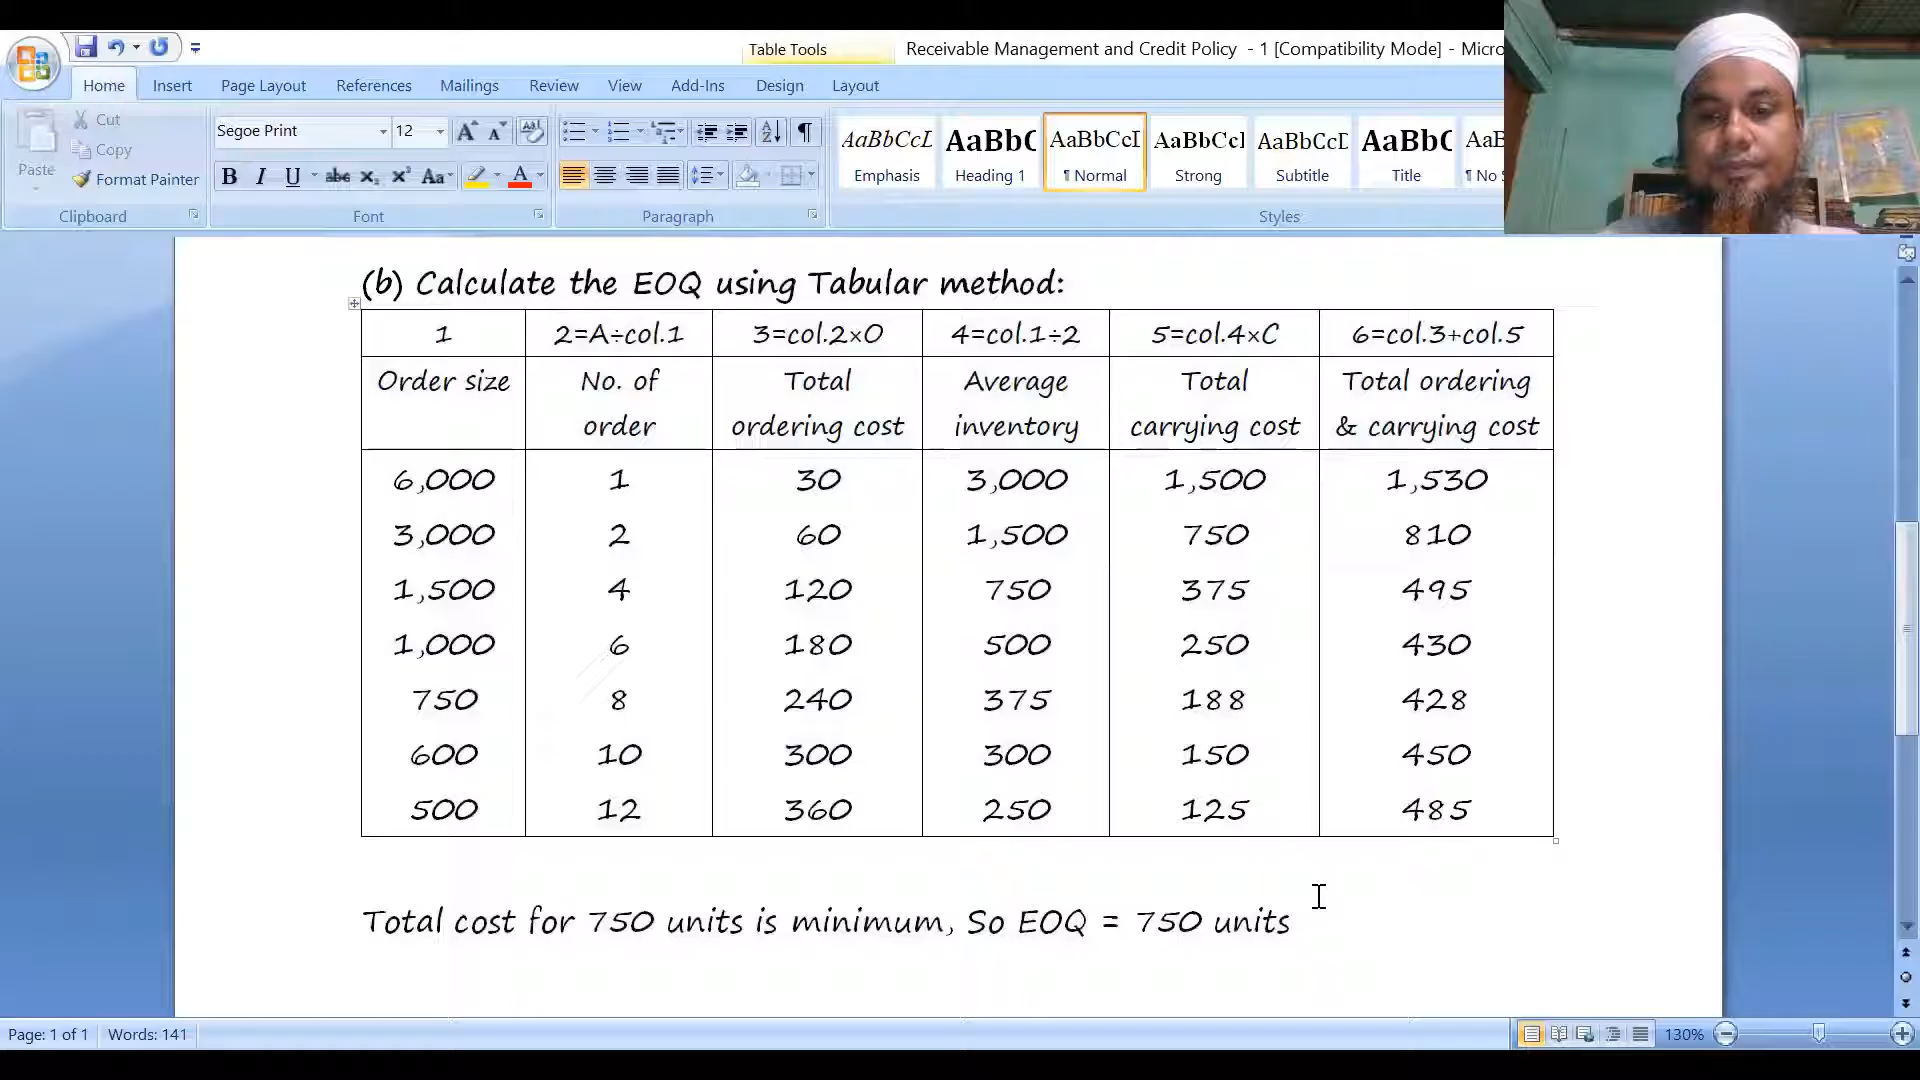 Table Tools
Receivable Management and Credit Policy - 1 [Compatibility Mode] - Micro
Home Insert Page Layout References Mailings Review View Add-Ins Design Layout
Paste
Cut
Copy
Format Painter
Clipboard
Segoe Print 12
Font
Paragraph
AaBbCcI AaBbC AaBbCcI AaBbCcI AaBbCcI AaBbC AaB
Emphasis Heading 1 ¶ Normal Strong Subtitle Title ¶ No S
Styles
(b) Calculate the EOQ using Tabular method:
1 2=A÷col.1 3=col.2×O 4=col.1÷2 5=col.4×C 6=col.3+col.5
Order size No. of Total Average Total Total ordering
order ordering cost inventory carrying cost & carrying cost
6,000 1 30 3,000 1,500 1,530
3,000 2 60 1,500 750 810
1,500 4 120 750 375 495
1,000 6 180 500 250 430
750 8 240 375 188 428
600 10 300 300 150 450
500 12 360 250 125 485
Total cost for 750 units is minimum, So EOQ = 750 units
Page: 1 of 1 Words: 141 130%